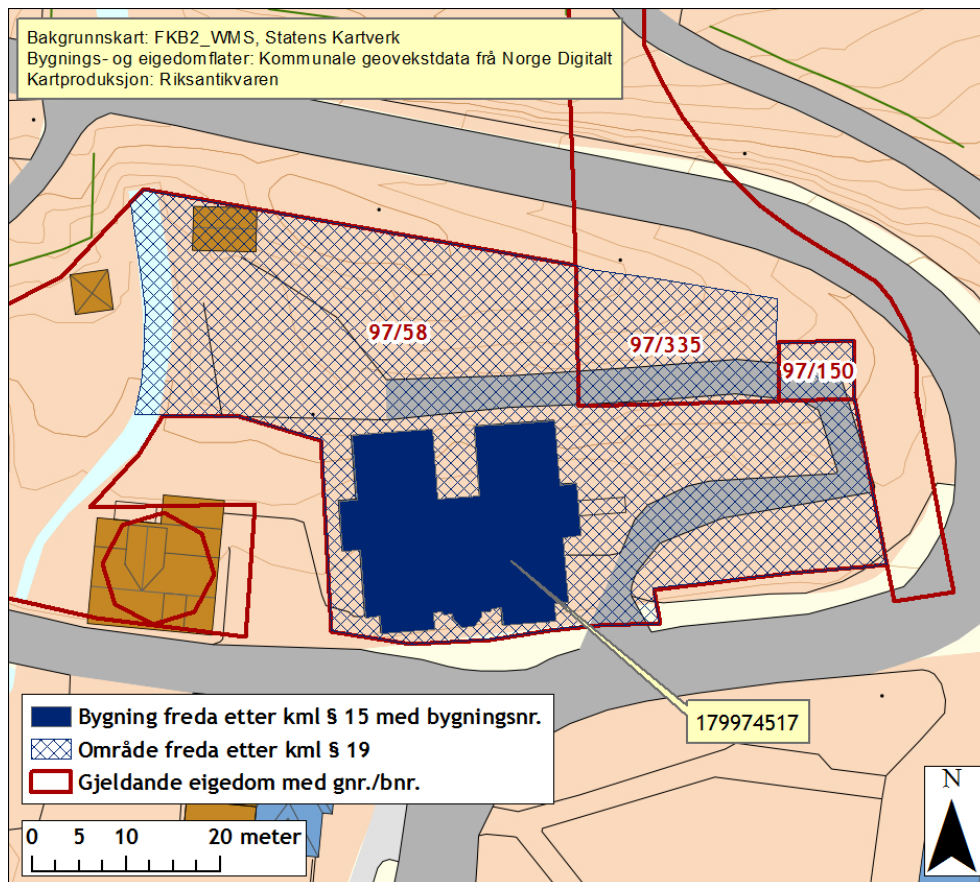 Bakgrunnskart: FKB2_WMS, Statens Kartverk
Bygnings- og eigedomflater: Kommunale geovekstdata frå Norge Digitalt
Kartproduksjon: Riksantikvaren
97/58
97/335
97/150
179974517
Bygning freda etter kml § 15 med bygningsnr.
Område freda etter kml § 19
Gjeldande eigedom med gnr./bnr.
0 5 10 20 meter
N